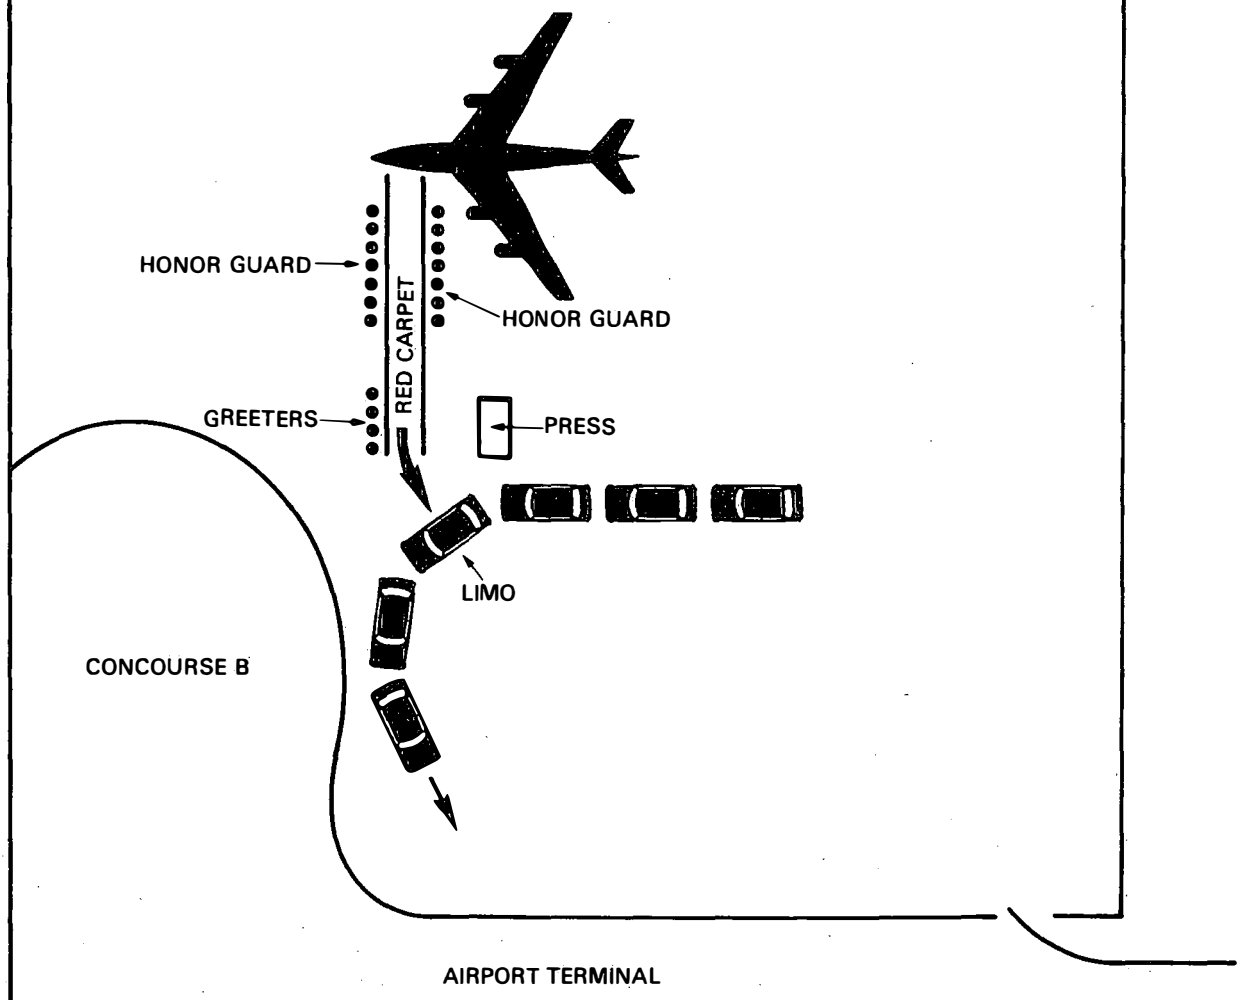 HONOR GUARD
RED CARPET
HONOR GUARD
GREETERS
PRESS
LIMO
CONCOURSE B
AIRPORT TERMINAL